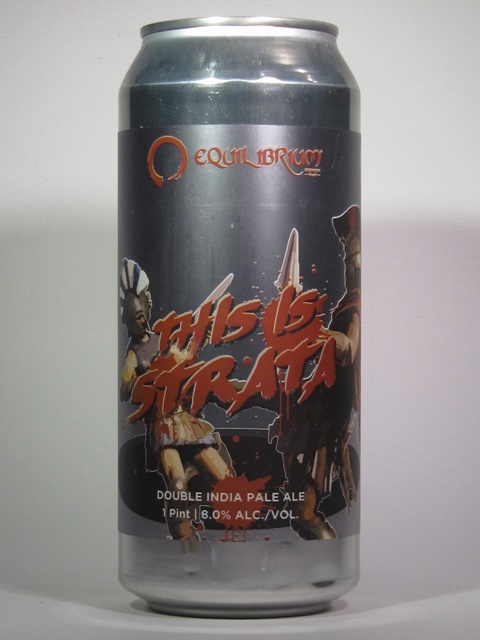 EQUILIBRIUM
THIS IS
STRATA
DOUBLE INDIA PALE ALE
1 Pint | 8.0% ALC./VOL.